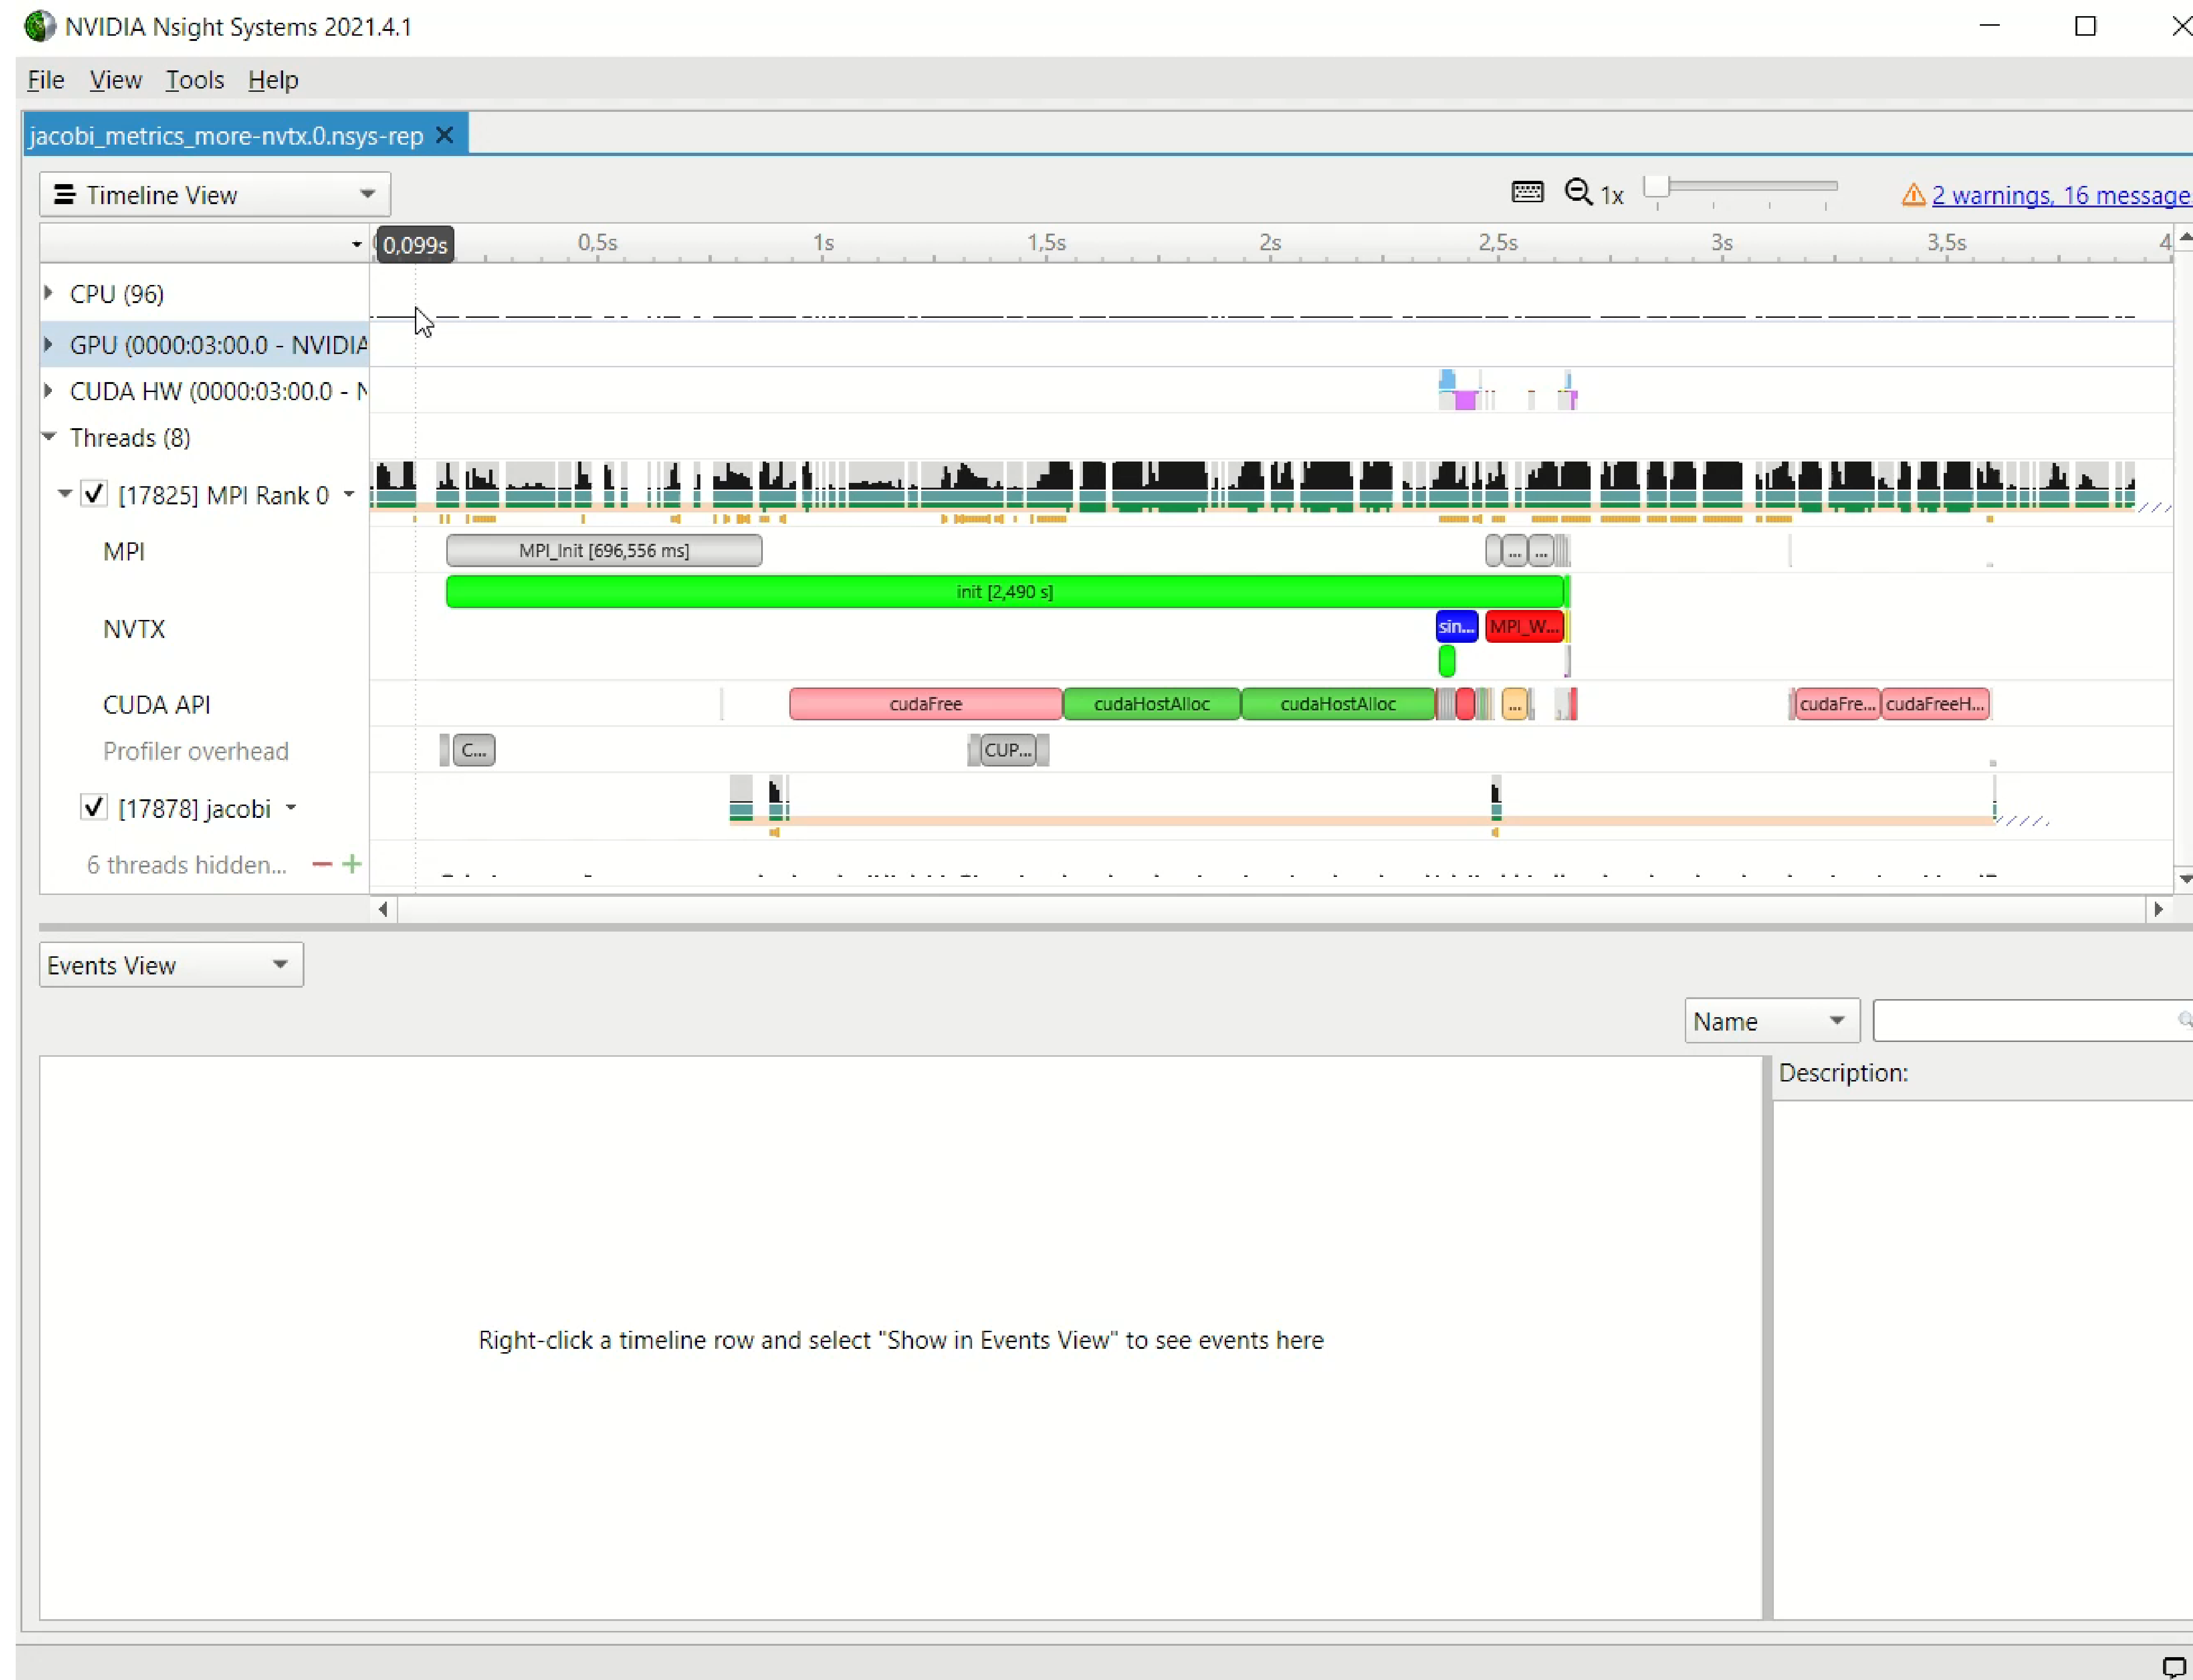 NVIDIA Nsight Systems 2021.4.1
File View Tools Help
jacobi_metrics_more-nvtx.0.nsys-rep
Timeline View
1x
2 warnings, 16 message
0,099s 0,5s 1s 1,5s 2s 2,5s 3s 3,5s 4
CPU (96)
GPU (0000:03:00.0 - NVIDIA
CUDA HW (0000:03:00.0 - N
Threads (8)
[17825] MPI Rank 0
MPI
MPI_Init [696,556 ms]
... ...
init [2,490 s]
NVTX
sin... MPI_W...
CUDA API
cudaFree cudaHostAlloc cudaHostAlloc ... cudaFre... cudaFreeH...
Profiler overhead
C... CUP...
[17878] jacobi
6 threads hidden...
Events View
Name
Description:
Right-click a timeline row and select "Show in Events View" to see events here